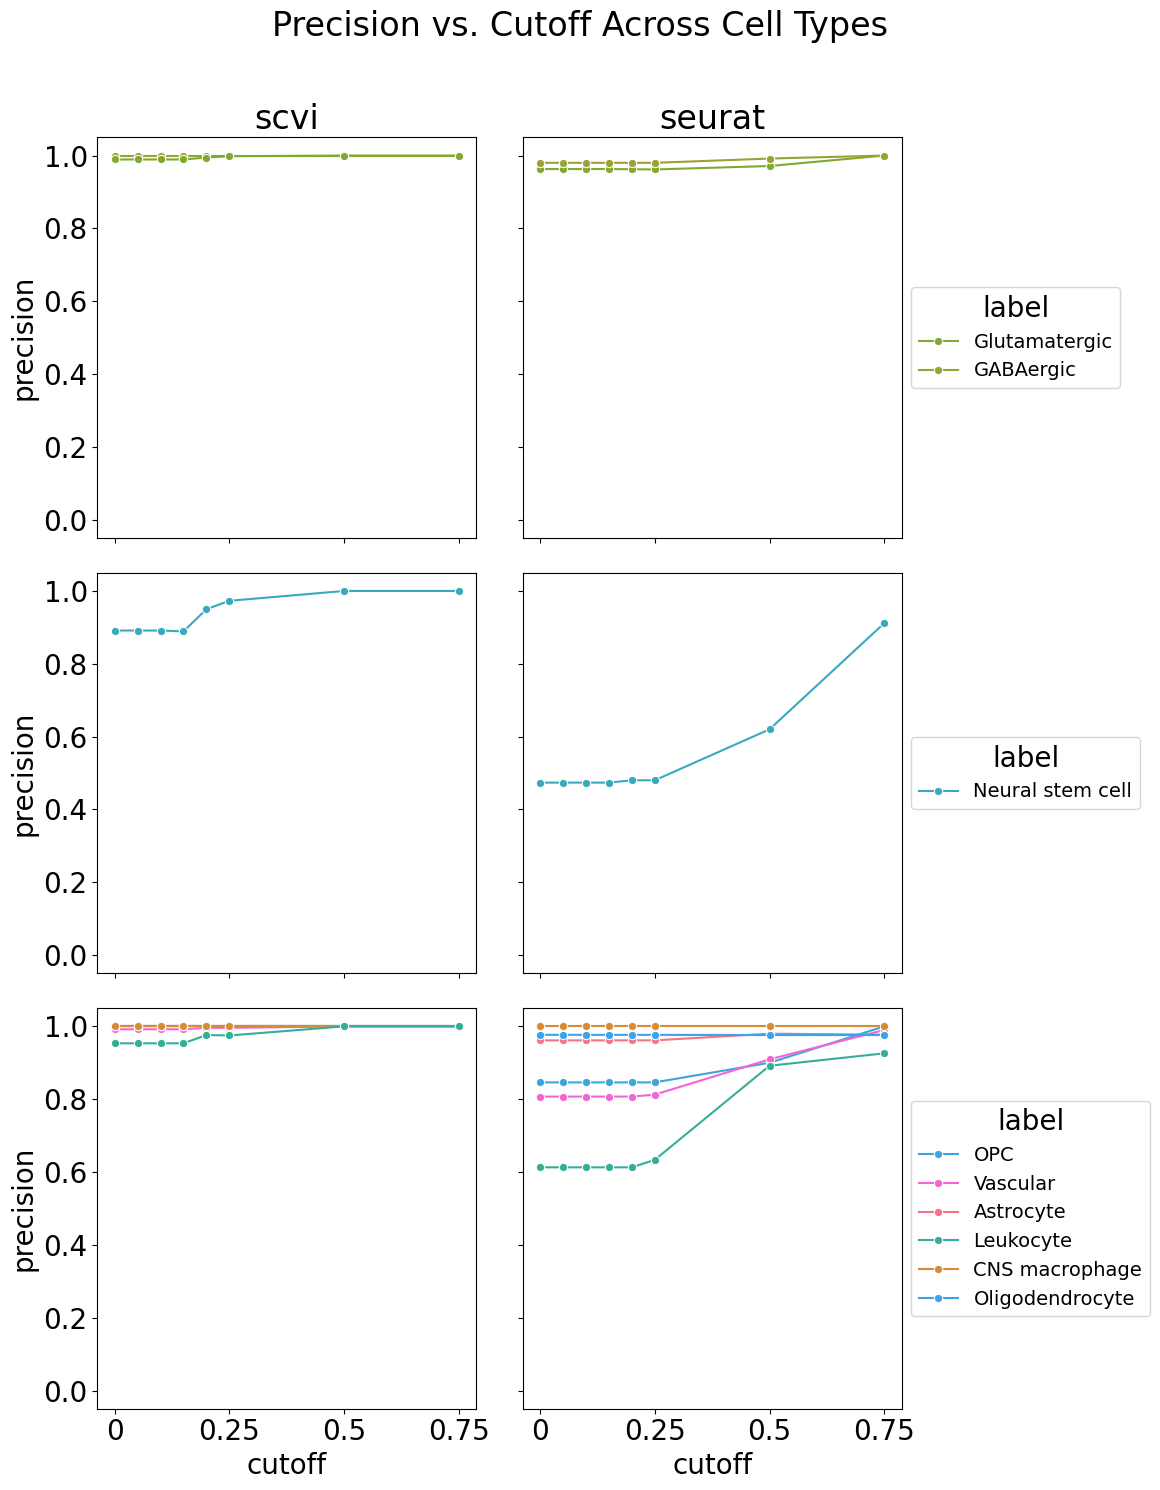 Precision vs. Cutoff Across Cell Types
scvi
seurat
1.0
0.8
0.6
0.4
0.2
0.0
precision
label
Glutamatergic
GABAergic
1.0
0.8
0.6
0.4
0.2
0.0
precision
label
Neural stem cell
1.0
0.8
0.6
0.4
0.2
0.0
precision
label
OPC
Vascular
Astrocyte
Leukocyte
CNS macrophage
Oligodendrocyte
0 0.25 0.5 0.75
cutoff
0 0.25 0.5 0.75
cutoff